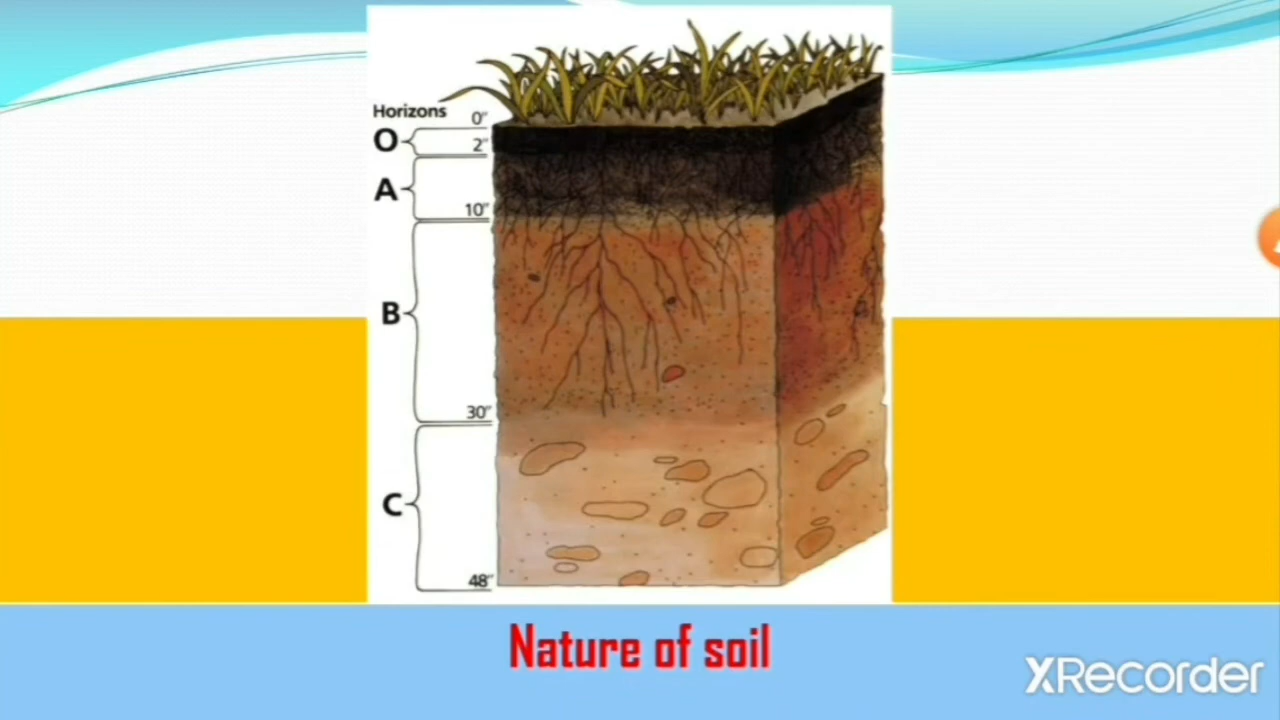 Horizons
0"
O
2"
A
10"
B
30"
C
48"
Nature of soil
XRecorder